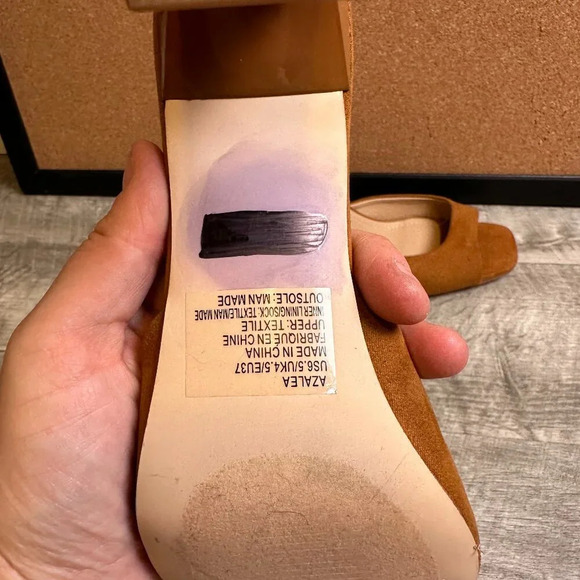 AZALEA
US6.5/UK4.5/EU37
MADE IN CHINA
FABRIQUE EN CHINE
UPPER: TEXTILE
INNER LINING/SOCK: TEXTILE/MAN MADE
OUTSOLE: MAN MADE